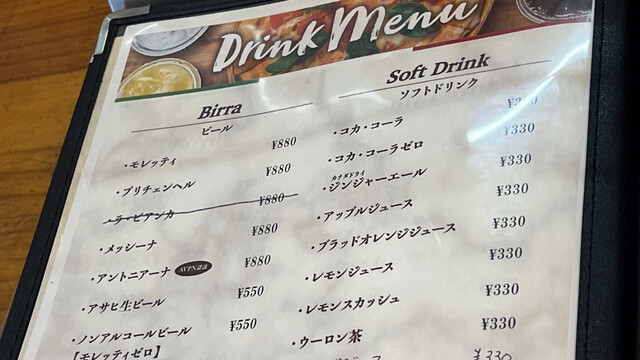 Drink Menu
Birra
ビール
・モレッティ ¥880
・ブリチェンヘル ¥880
・ラ・ビアンカ ¥880
・メッシーナ ¥880
・アントニアーナ AVPN認証 ¥880
・アサヒ生ビール ¥550
・ノンアルコールビール ¥550
【モレッティゼロ】
Soft Drink
ソフトドリンク
・コカ・コーラ
・コカ・コーラゼロ ¥330
カナダドライ
・ジンジャーエール ¥330
・アップルジュース ¥330
・ブラッドオレンジジュース ¥330
・レモンジュース ¥330
・レモンスカッシュ ¥330
・ウーロン茶 ¥330
¥330